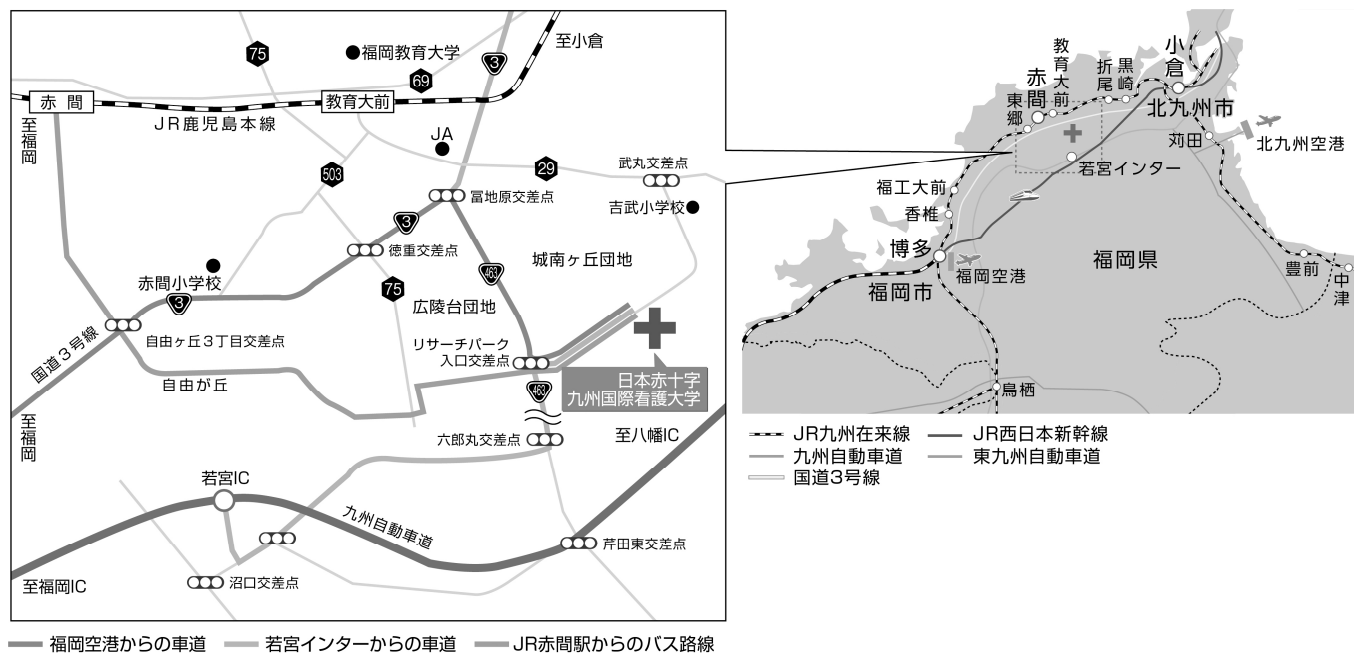 75
福岡教育大学
69
3
至小倉
赤 間
教育大前
至福岡
JR鹿児島本線
JA
503
29
武丸交差点
冨地原交差点
吉武小学校
3
徳重交差点
城南ヶ丘団地
赤間小学校
463
75
広陵台団地
3
自由ヶ丘3丁目交差点
国道3号線
リサーチパーク
入口交差点
自由が丘
日本赤十字
九州国際看護大学
463
至福岡
六郎丸交差点
至八幡IC
若宮IC
九州自動車道
芹田東交差点
至福岡IC
沼口交差点
福岡空港からの車道
若宮インターからの車道
JR赤間駅からのバス路線
小倉
教育大前
黒崎
折尾
赤間
東郷
北九州市
苅田
北九州空港
若宮インター
福工大前
香椎
博多
福岡空港
福岡県
福岡市
豊前
中津
鳥栖
JR九州在来線
JR西日本新幹線
九州自動車道
東九州自動車道
国道3号線